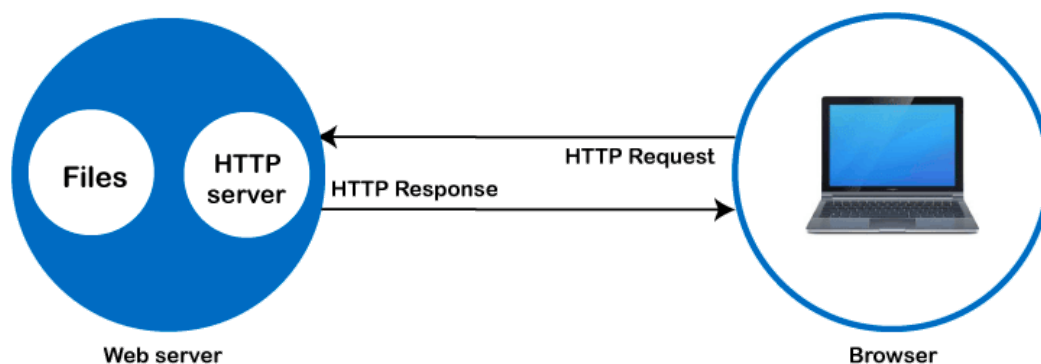 Files
HTTP
server
HTTP Request
HTTP Response
Web server
Browser